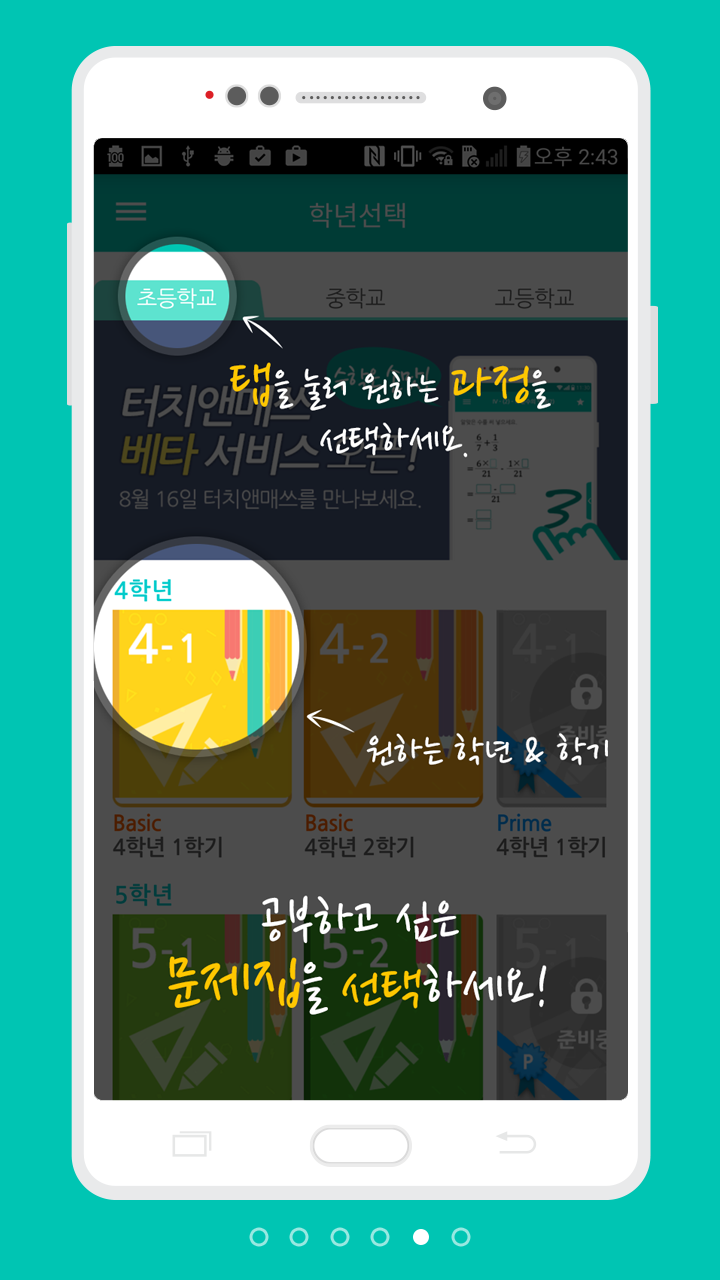 100
오후 2:43
학년선택
초등학교
중학교
고등학교
탭을 눌러 원하는 과정을
선택하세요.
터치앤매쓰
베타 서비스 오픈!
8월 16일 터치앤매쓰를 만나보세요.
4학년
4-1
4-2
4-1
준비중
원하는 학년 & 학기
Basic
4학년 1학기
Basic
4학년 2학기
Prime
4학년 1학기
5학년
5-1
5-2
5-1
공부하고 싶은
문제집을 선택하세요!
준비중
P